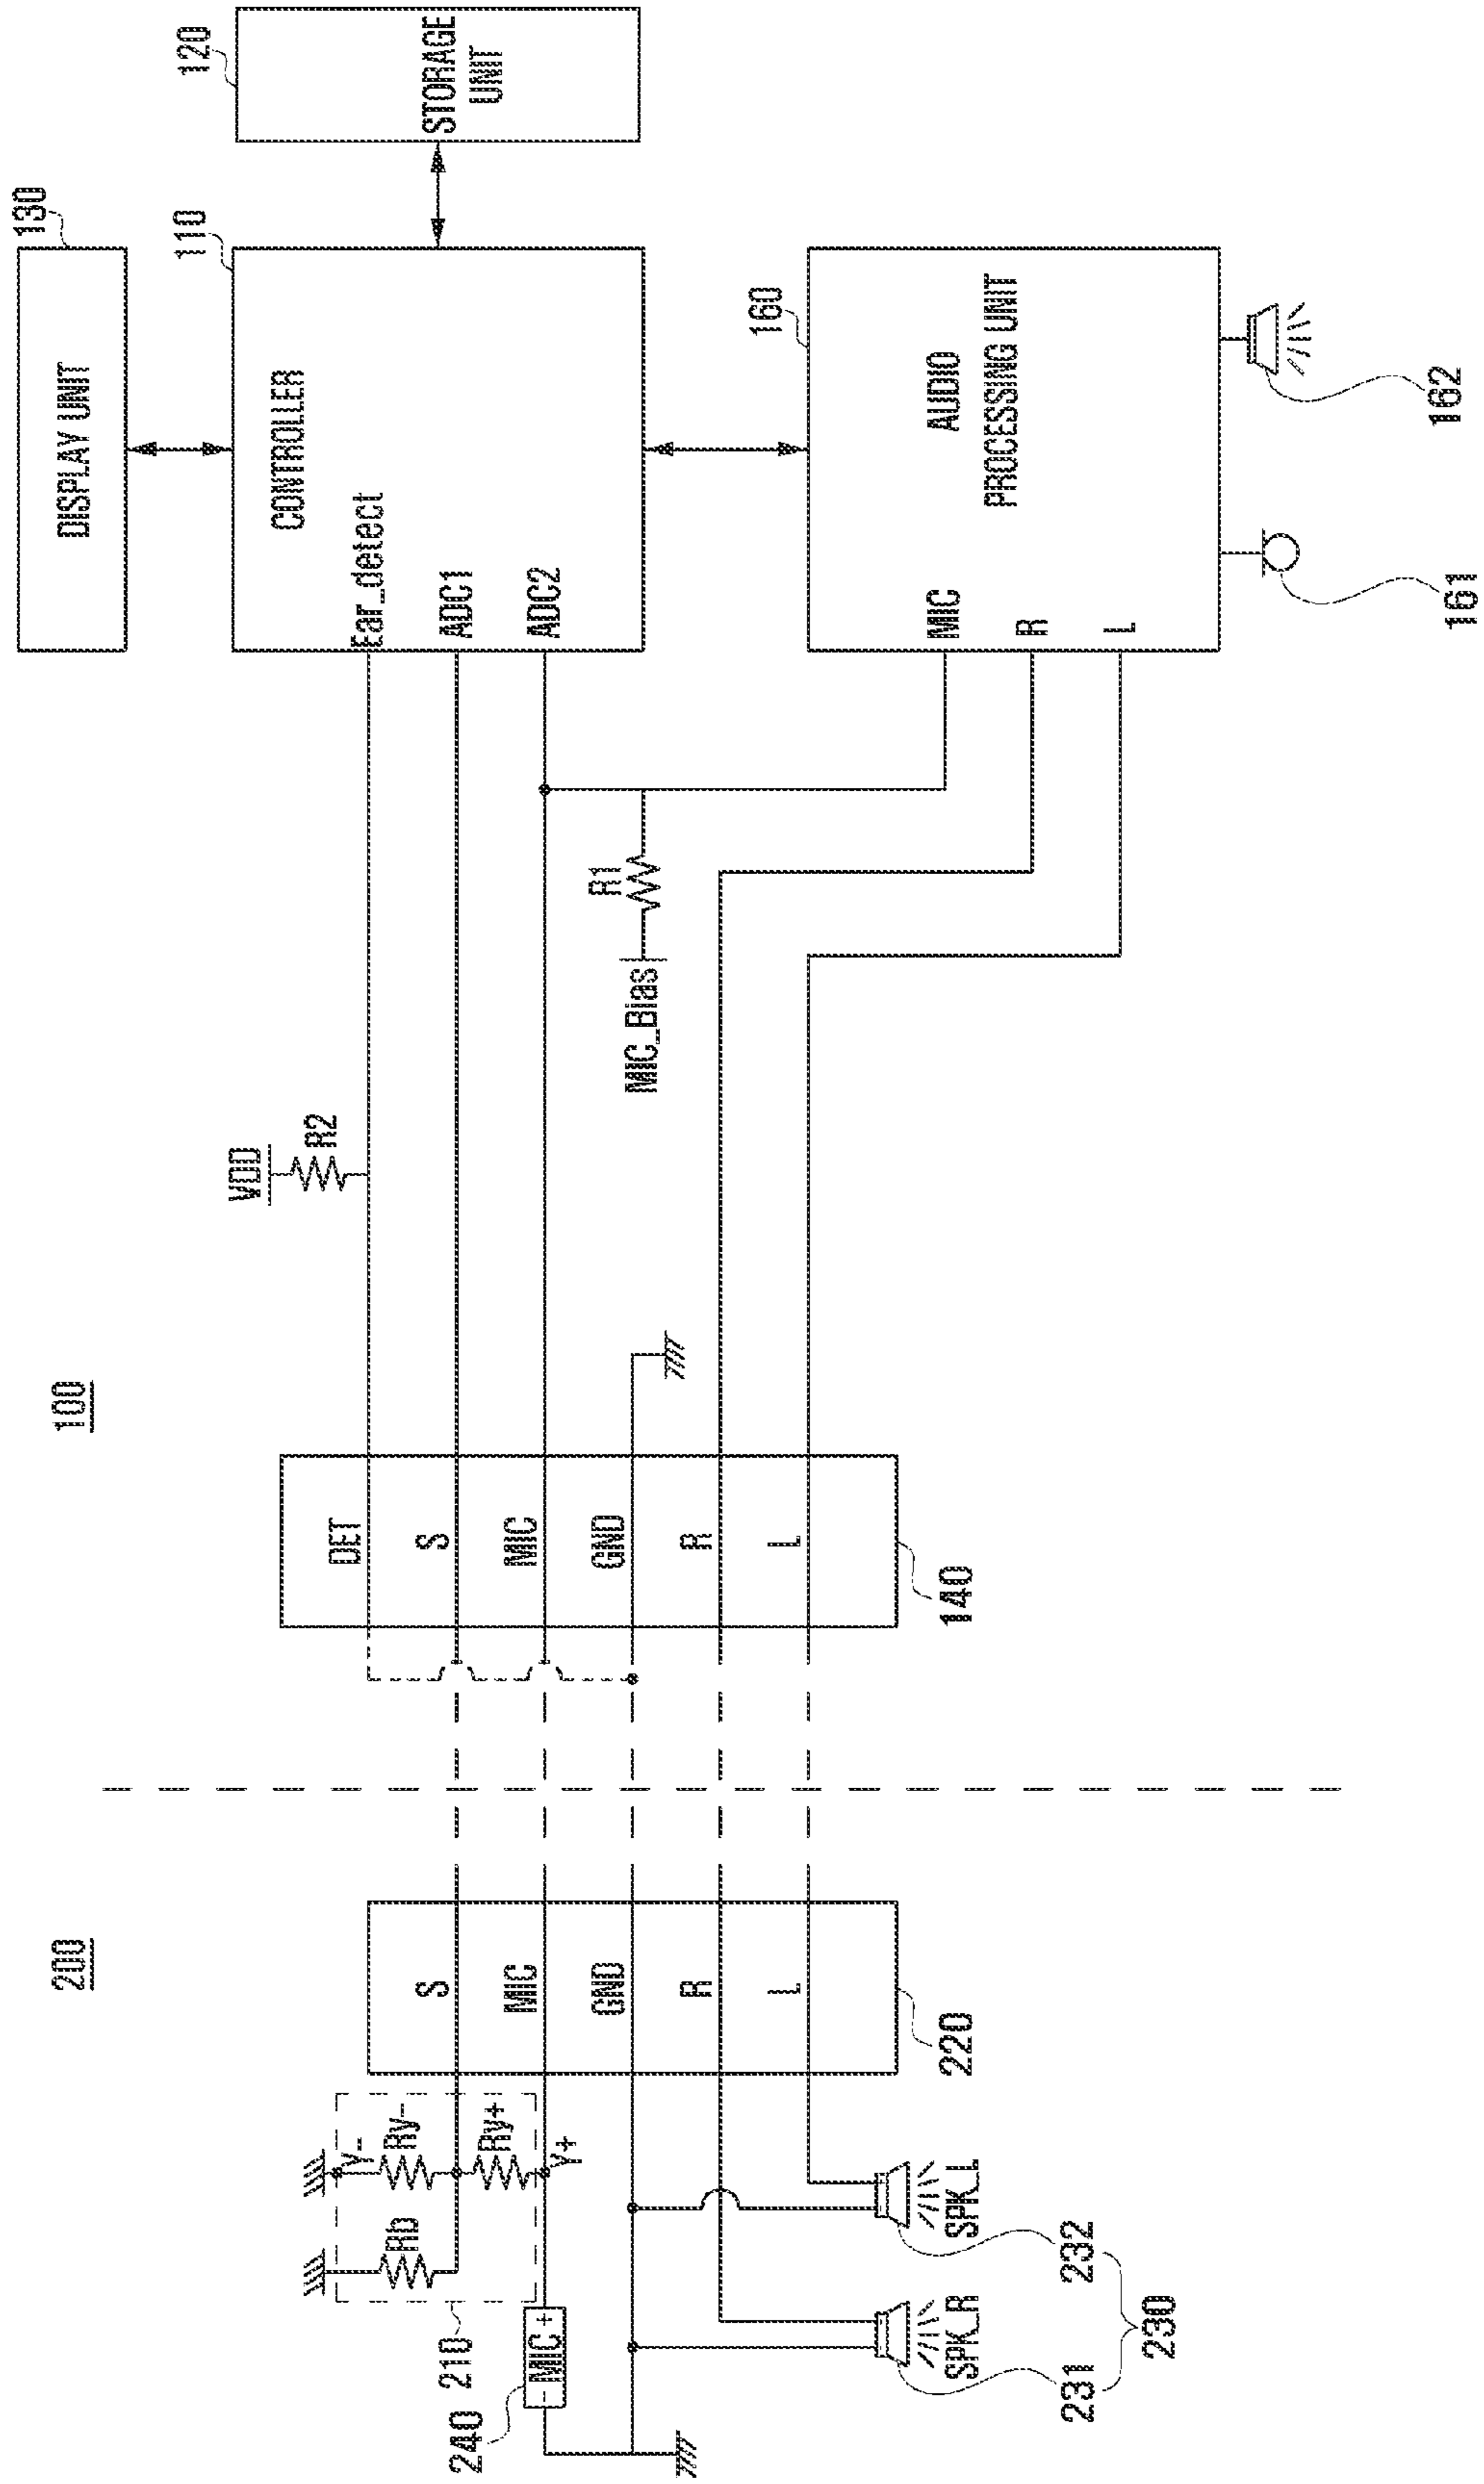 200
100
210
240
Rb
Y-
Ry-
Ry+
Y+
MIC +
-
S
MIC
GND
R
L
220
SPK_R
SPK_L
231
232
230
DET
S
MIC
GND
R
L
140
VDD
R2
MIC_Bias
R1
130
DISPLAY UNIT
110
CONTROLLER
Ear_detect
ADC1
ADC2
120
STORAGE
UNIT
160
AUDIO
PROCESSING UNIT
MIC
R
L
161
162